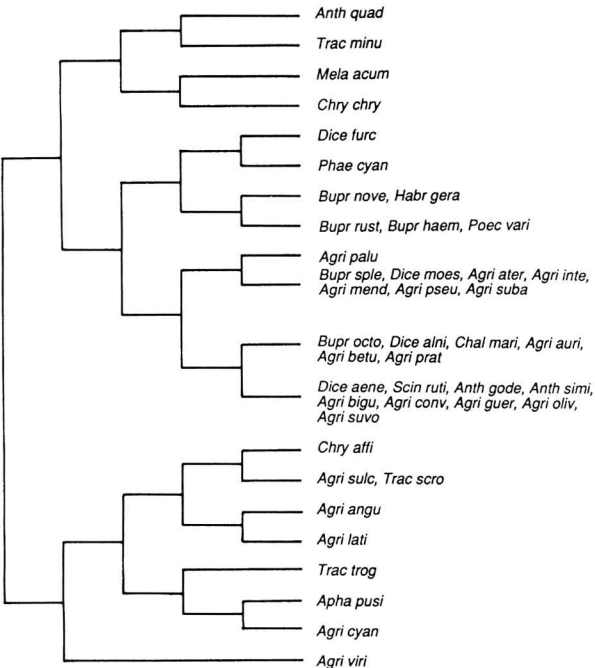 Anth quad
Trac minu
Mela acum
Chry chry
Dice furc
Phae cyan
Bupr nove, Habr gera
Bupr rust, Bupr haem, Poec vari
Agri palu
Bupr sple, Dice moes, Agri ater, Agri inte,
Agri mend, Agri pseu, Agri suba
Bupr octo, Dice alni, Chal mari, Agri auri,
Agri betu, Agri prat
Dice aene, Scin ruti, Anth gode, Anth simi,
Agri bigu, Agri conv, Agri guer, Agri oliv,
Agri suvo
Chry affi
Agri sulc, Trac scro
Agri angu
Agri lati
Trac trog
Apha pusi
Agri cyan
Agri viri